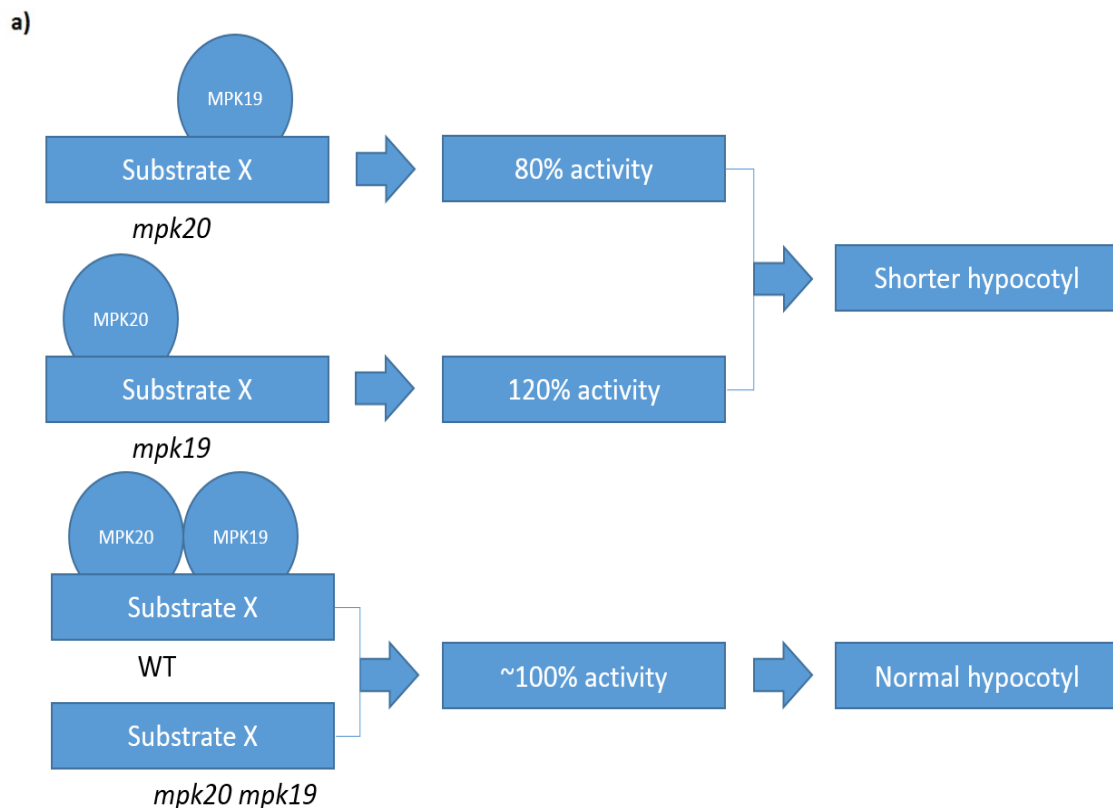 a)
MPK19
Substrate X
80% activity
mpk20
Shorter hypocotyl
MPK20
Substrate X
120% activity
mpk19
MPK20
MPK19
Substrate X
WT
~100% activity
Normal hypocotyl
Substrate X
mpk20 mpk19